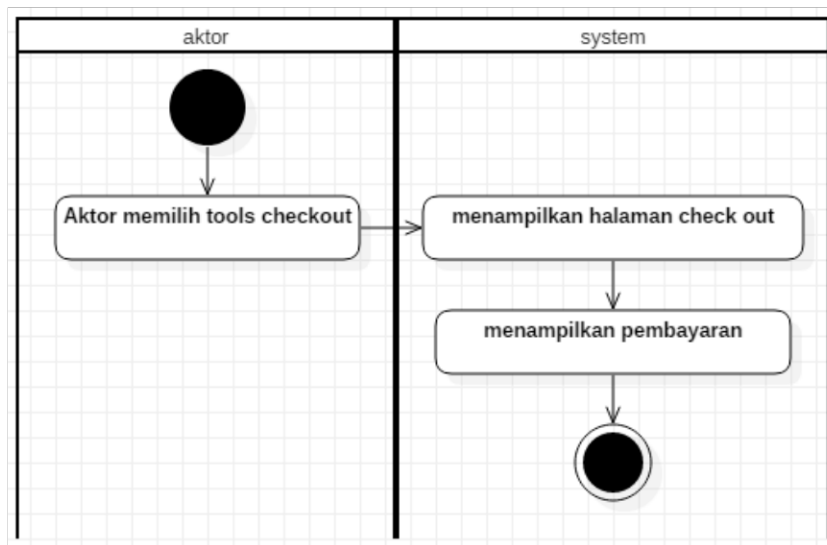 aktor
system
Aktor memilih tools checkout
menampilkan halaman check out
menampilkan pembayaran